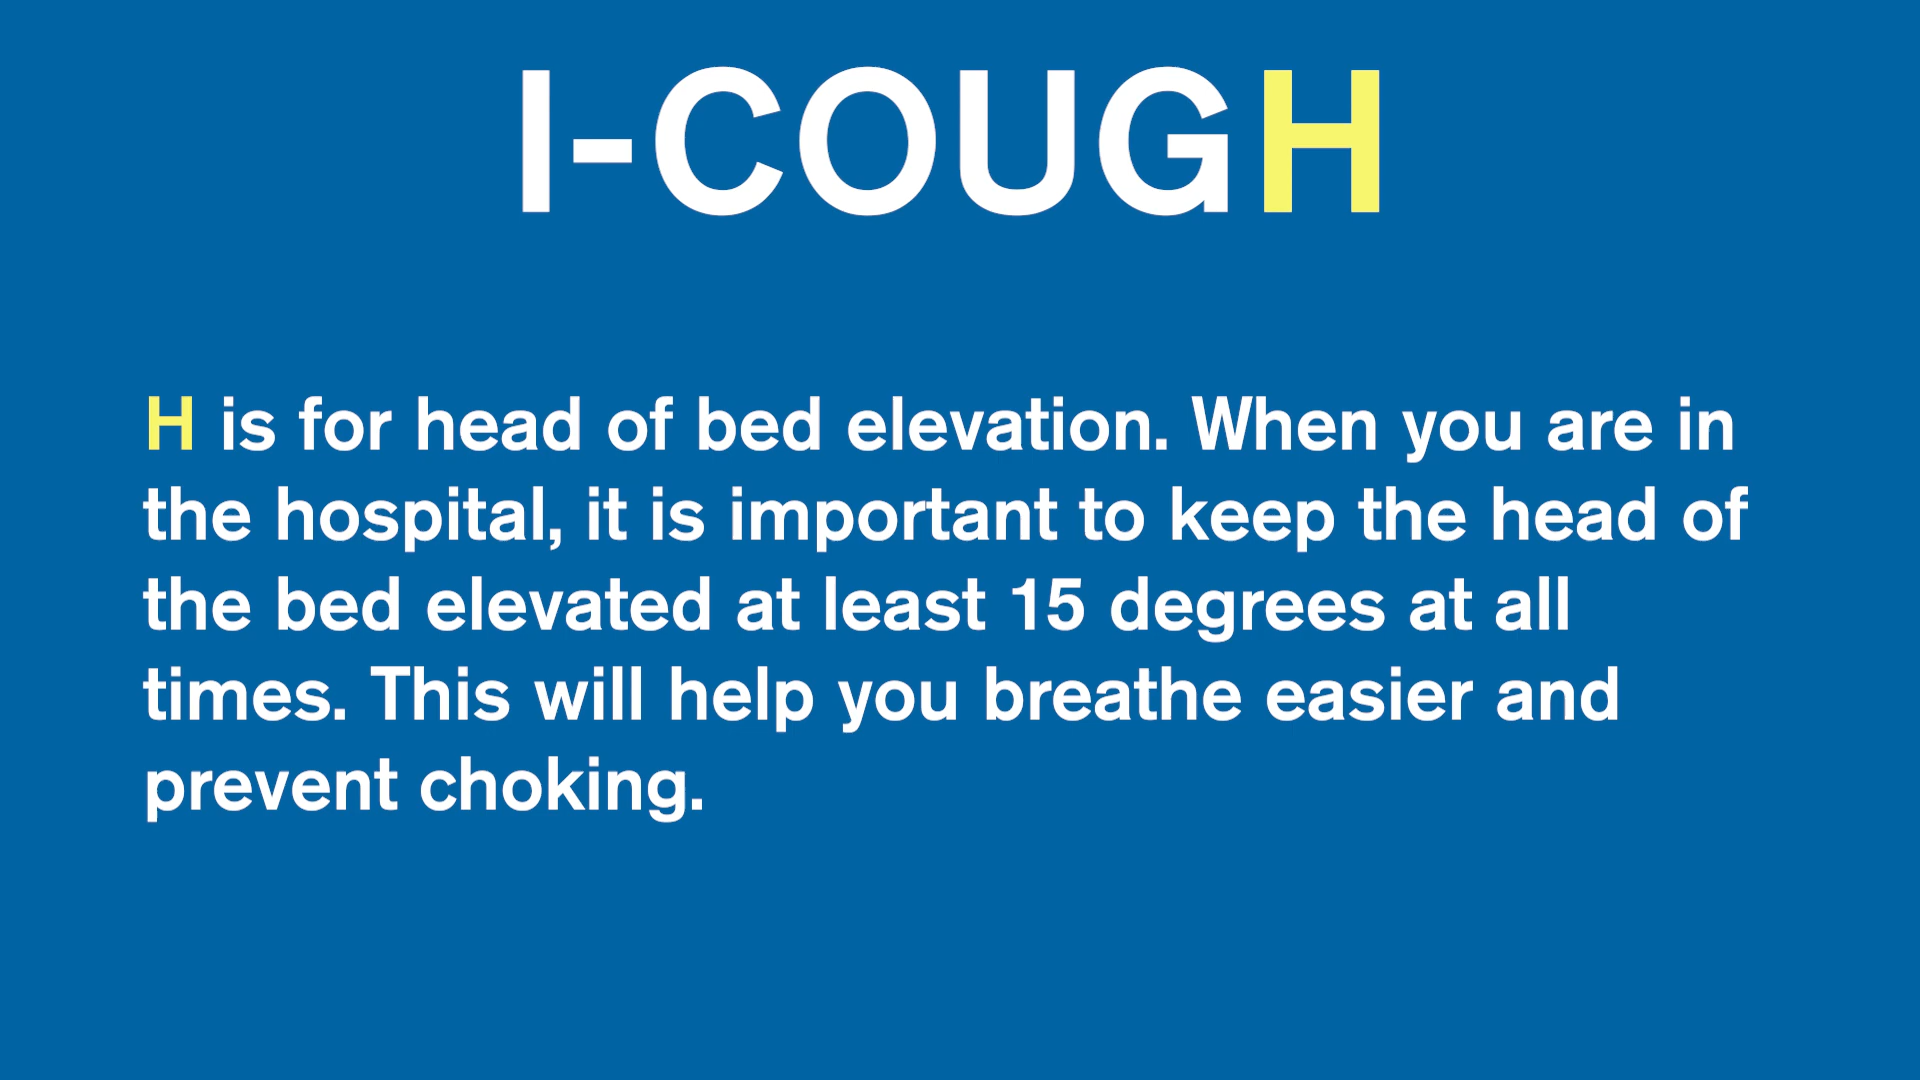 I-COUGH
H is for head of bed elevation. When you are in
the hospital, it is important to keep the head of
the bed elevated at least 15 degrees at all
times. This will help you breathe easier and
prevent choking.